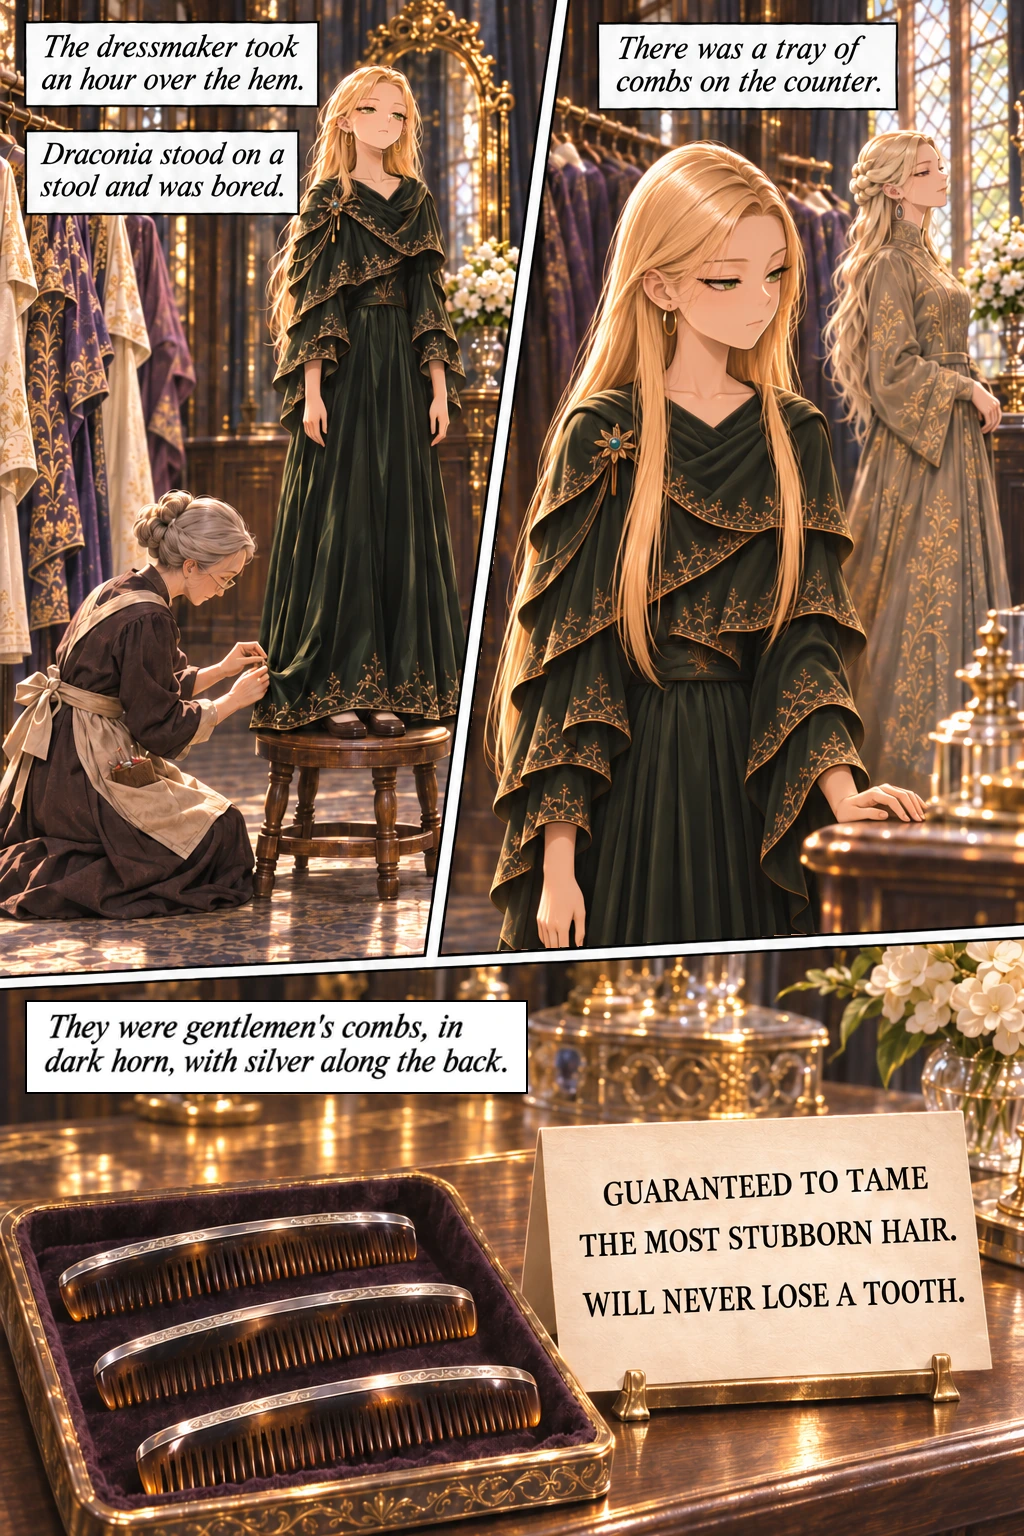 The dressmaker took
an hour over the hem.
Draconia stood on a
stool and was bored.
There was a tray of
combs on the counter.
They were gentlemen's combs, in
dark horn, with silver along the back.
GUARANTEED TO TAME
THE MOST STUBBORN HAIR.
WILL NEVER LOSE A TOOTH.